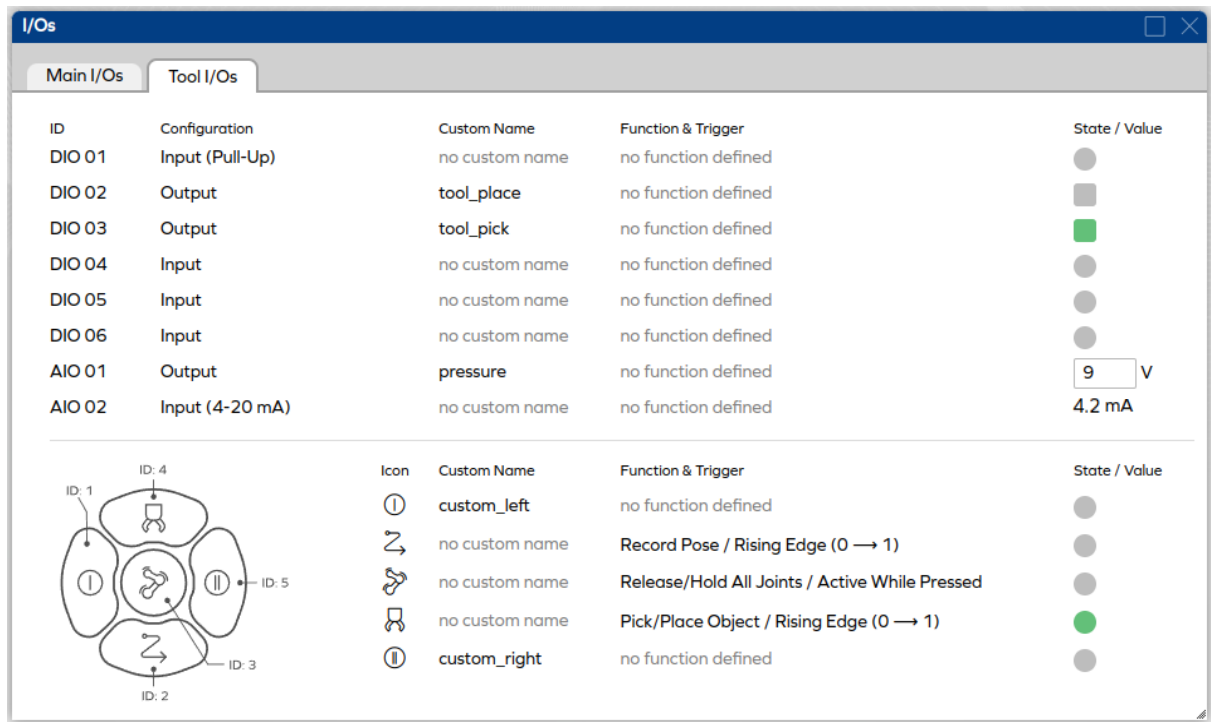 I/Os
Main I/Os Tool I/Os
ID Configuration Custom Name Function & Trigger State / Value
DIO 01 Input (Pull-Up) no custom name no function defined
DIO 02 Output tool_place no function defined
DIO 03 Output tool_pick no function defined
DIO 04 Input no custom name no function defined
DIO 05 Input no custom name no function defined
DIO 06 Input no custom name no function defined
AIO 01 Output pressure no function defined 9 V
AIO 02 Input (4-20 mA) no custom name no function defined 4.2 mA
ID: 4 Icon Custom Name Function & Trigger State / Value
ID: 1
custom_left no function defined
no custom name Record Pose / Rising Edge (0 ⟶ 1)
ID: 5 no custom name Release/Hold All Joints / Active While Pressed
no custom name Pick/Place Object / Rising Edge (0 ⟶ 1)
ID: 3 custom_right no function defined
ID: 2